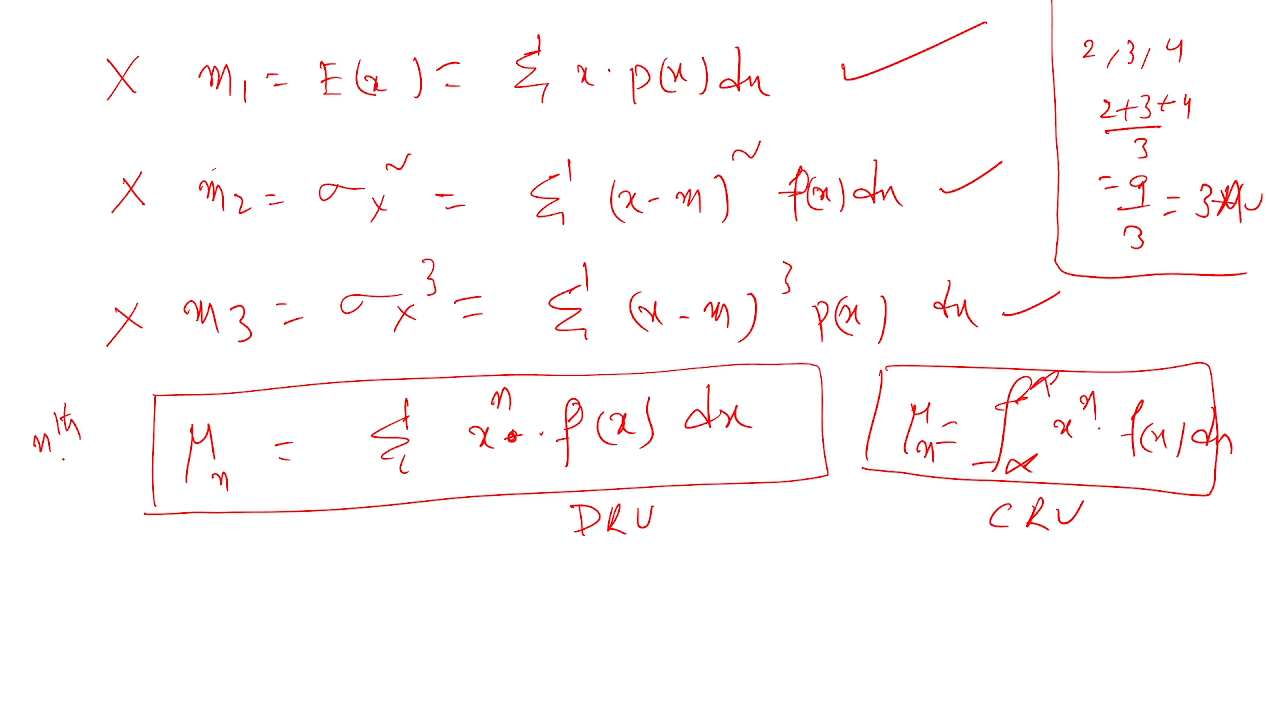 X m₁ = E(x) = Σ x · p(x) dx
X m₂ = σₓ² = Σ (x - m)² f(x) dx
X m3 = σₓ³ = Σ (x - m)³ p(x) dx
nth μₙ = Σ xⁿ · p(x) dx
DRV
μₙ = ∫ xⁿ · f(x) dx
-∞
CRV
2, 3, 4
2+3+4
3
= 9
3
= 3